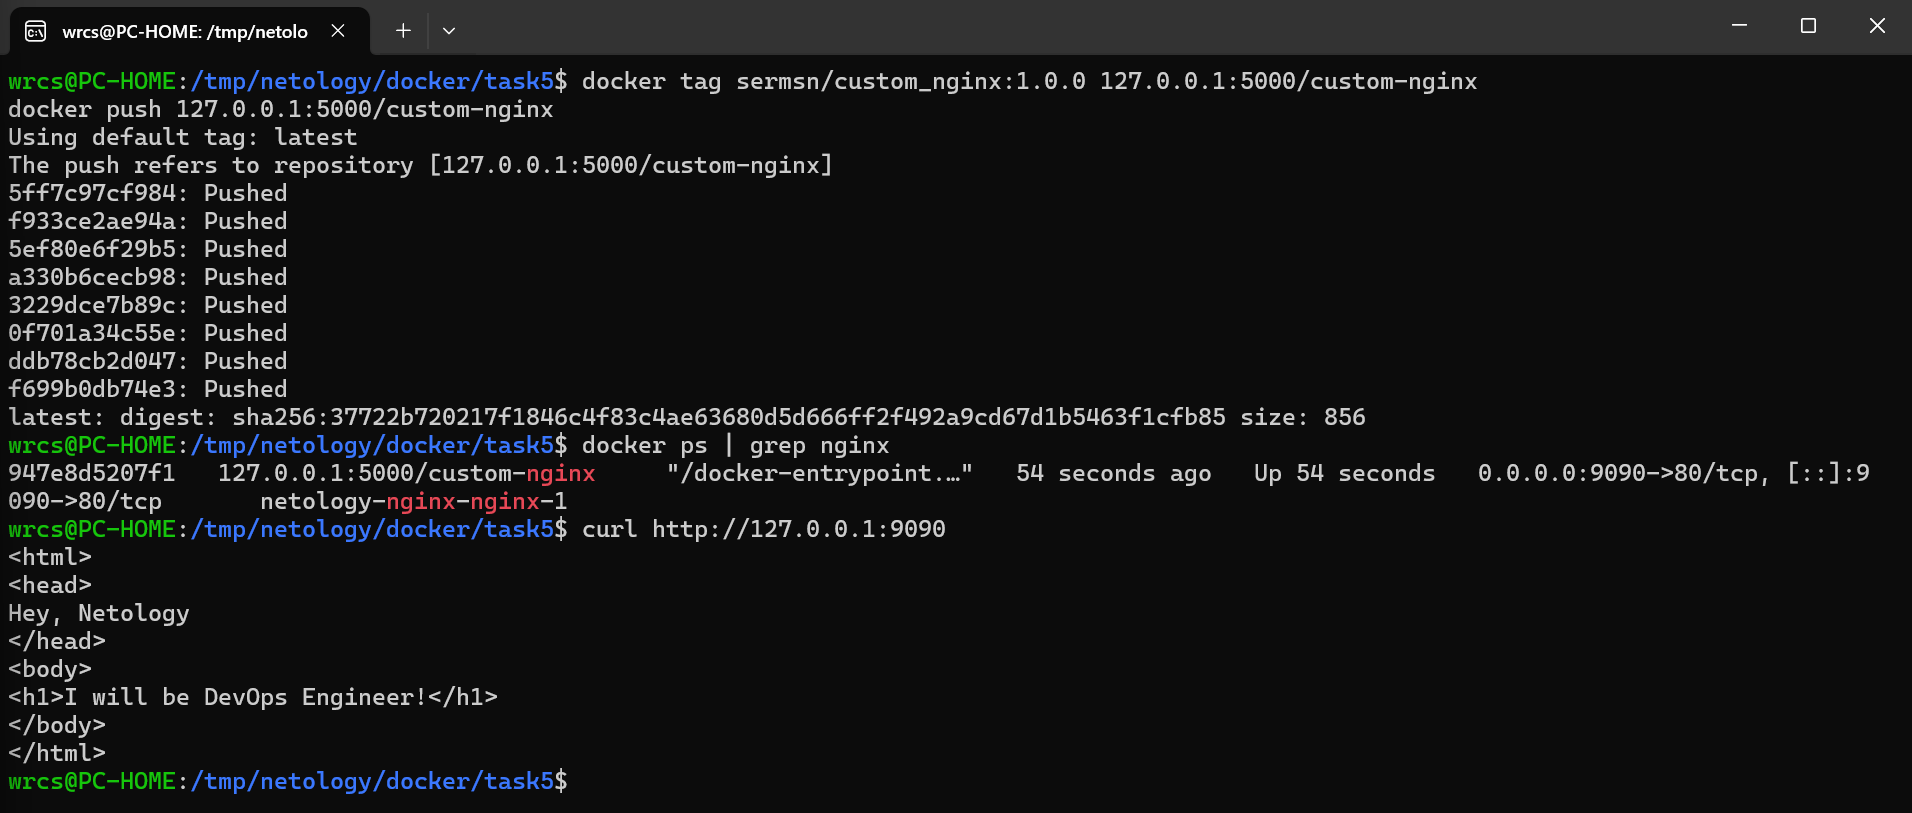 wrcs@PC-HOME: /tmp/netolo
wrcs@PC-HOME:/tmp/netology/docker/task5$ docker tag sermsn/custom_nginx:1.0.0 127.0.0.1:5000/custom-nginx
docker push 127.0.0.1:5000/custom-nginx
Using default tag: latest
The push refers to repository [127.0.0.1:5000/custom-nginx]
5ff7c97cf984: Pushed
f933ce2ae94a: Pushed
5ef80e6f29b5: Pushed
a330b6cecb98: Pushed
3229dce7b89c: Pushed
0f701a34c55e: Pushed
ddb78cb2d047: Pushed
f699b0db74e3: Pushed
latest: digest: sha256:37722b720217f1846c4f83c4ae63680d5d666ff2f492a9cd67d1b5463f1cfb85 size: 856
wrcs@PC-HOME:/tmp/netology/docker/task5$ docker ps | grep nginx
947e8d5207f1   127.0.0.1:5000/custom-nginx     "/docker-entrypoint.…"   54 seconds ago   Up 54 seconds   0.0.0.0:9090->80/tcp, [::]:9
090->80/tcp       netology-nginx-nginx-1
wrcs@PC-HOME:/tmp/netology/docker/task5$ curl http://127.0.0.1:9090
<html>
<head>
Hey, Netology
</head>
<body>
<h1>I will be DevOps Engineer!</h1>
</body>
</html>
wrcs@PC-HOME:/tmp/netology/docker/task5$